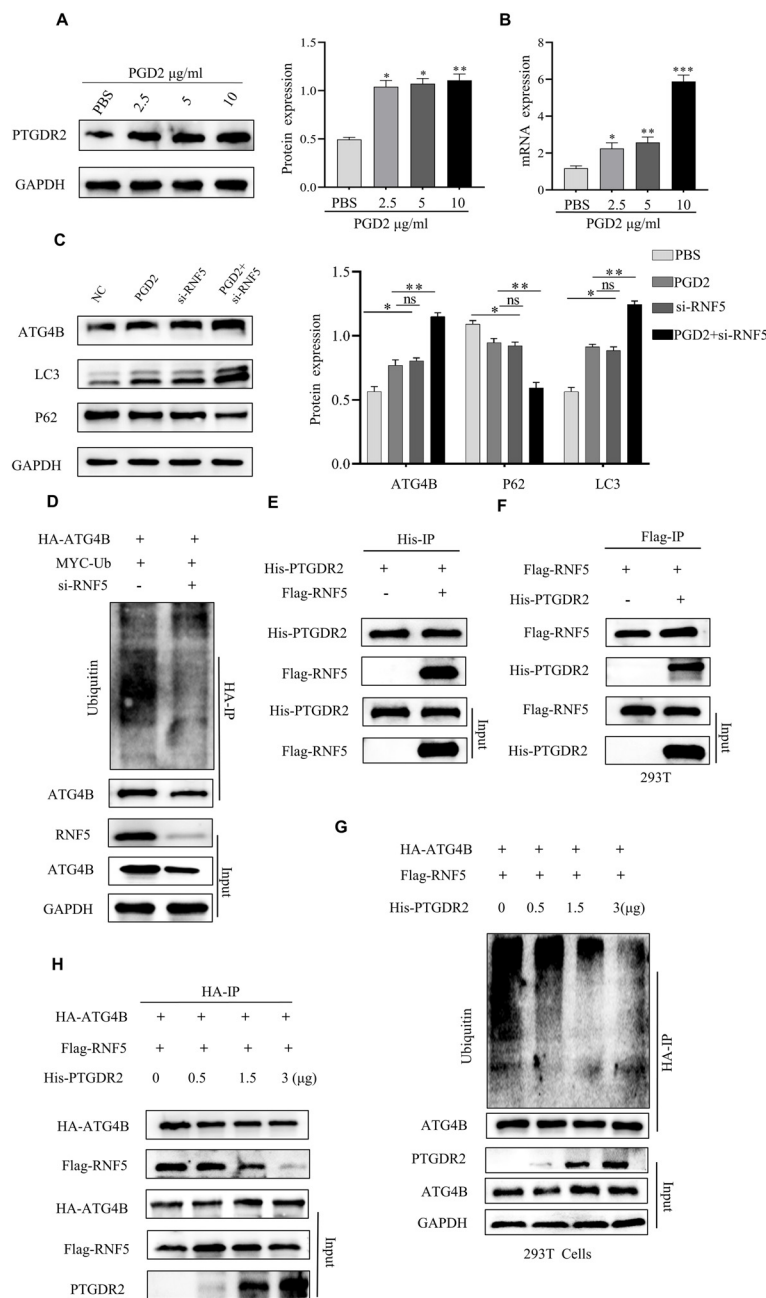 A
PGD2 μg/ml
PBS 2.5 5 10
PTGDR2
GAPDH
Protein expression
1.5
1.0
0.5
0.0
* * **
PBS 2.5 5 10
PGD2 μg/ml
B
mRNA expression
8
6
4
2
0
* ** ***
PBS 2.5 5 10
PGD2 μg/ml
C
NC PGD2 si-RNF5 PGD2+ si-RNF5
ATG4B
LC3
P62
GAPDH
Protein expression
1.5
1.0
0.5
0.0
** ** **
ns ns ns
* * *
ATG4B P62 LC3
PBS
PGD2
si-RNF5
PGD2+si-RNF5
D
HA-ATG4B + +
MYC-Ub + +
si-RNF5 - +
Ubiquitin
HA-IP
ATG4B
RNF5
ATG4B
GAPDH
Input
E
His-IP
His-PTGDR2 + +
Flag-RNF5 - +
His-PTGDR2
Flag-RNF5
His-PTGDR2
Flag-RNF5
Input
F
Flag-IP
Flag-RNF5 + +
His-PTGDR2 - +
Flag-RNF5
His-PTGDR2
Flag-RNF5
His-PTGDR2
Input
293T
G
HA-ATG4B + + + +
Flag-RNF5 + + + +
His-PTGDR2 0 0.5 1.5 3(μg)
Ubiquitin
HA-IP
ATG4B
PTGDR2
ATG4B
GAPDH
Input
293T Cells
H
HA-IP
HA-ATG4B + + + +
Flag-RNF5 + + + +
His-PTGDR2 0 0.5 1.5 3 (μg)
HA-ATG4B
Flag-RNF5
HA-ATG4B
Flag-RNF5
PTGDR2
Input